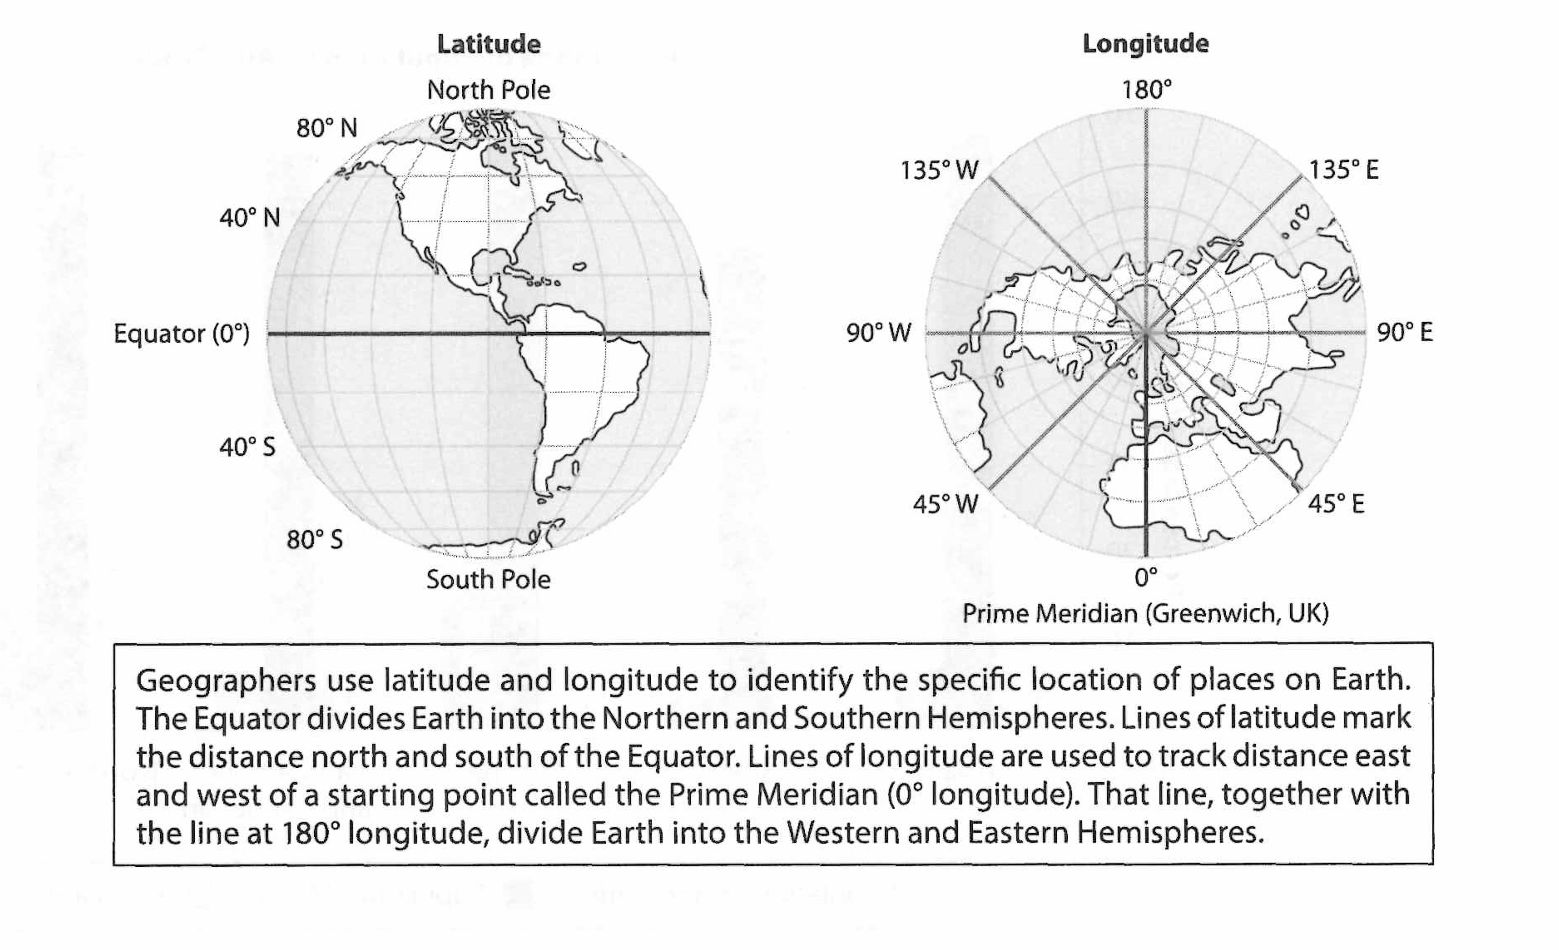 Latitude
North Pole
80° N
40° N
Equator (0°)
40° S
80° S
South Pole
Longitude
180°
135° W
135° E
90° W
90° E
45° W
45° E
0°
Prime Meridian (Greenwich, UK)
Geographers use latitude and longitude to identify the specific location of places on Earth.
The Equator divides Earth into the Northern and Southern Hemispheres. Lines of latitude mark
the distance north and south of the Equator. Lines of longitude are used to track distance east
and west of a starting point called the Prime Meridian (0° longitude). That line, together with
the line at 180° longitude, divide Earth into the Western and Eastern Hemispheres.